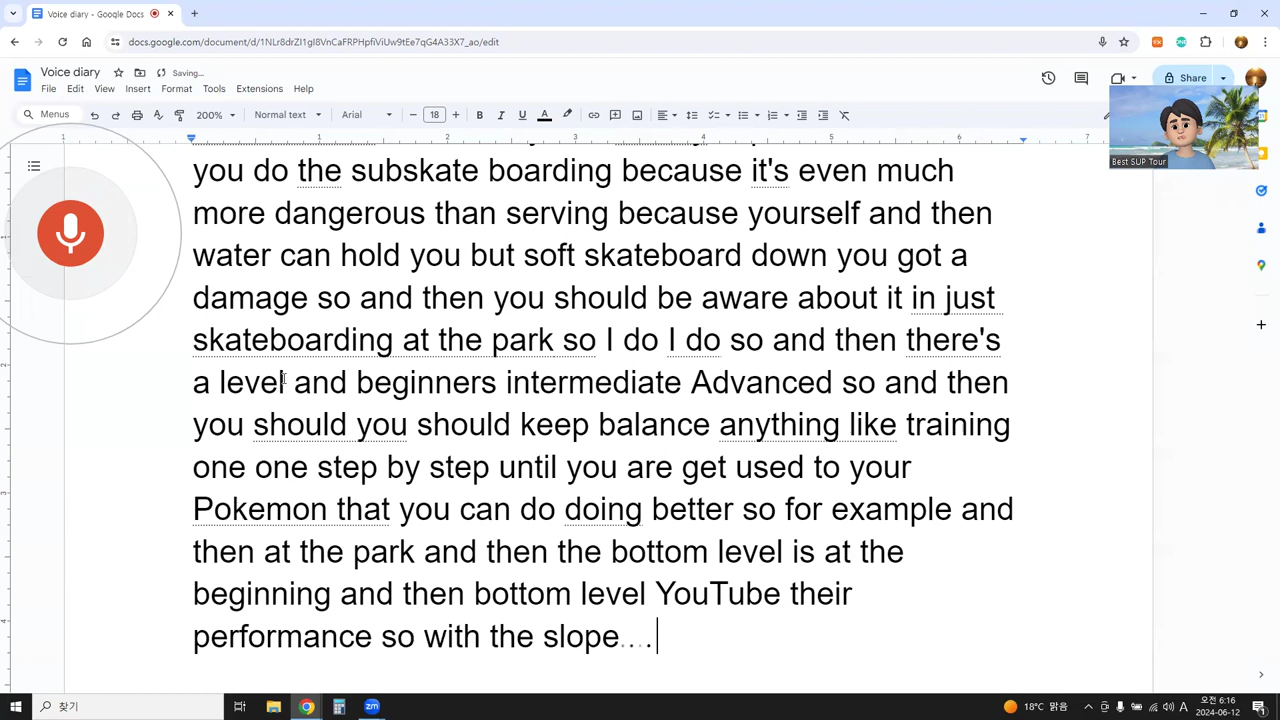 Voice diary - Google Docs
docs.google.com/document/d/1NLr8drZI1gI8VnCaFRPHpfiViUw9tEe7qG4A33X7_ao/edit
Voice diary Saving...
File Edit View Insert Format Tools Extensions Help
Share
Menus 200% Normal text Arial 18
Best SUP Tour
you do the subskate boarding because it's even much
more dangerous than serving because yourself and then
water can hold you but soft skateboard down you got a
damage so and then you should be aware about it in just
skateboarding at the park so I do I do so and then there's
a level and beginners intermediate Advanced so and then
you should you should keep balance anything like training
one one step by step until you are get used to your
Pokemon that you can do doing better so for example and
then at the park and then the bottom level is at the
beginning and then bottom level YouTube their
performance so with the slope....
찾기
18°C 맑음
오전 6:16
2024-06-12